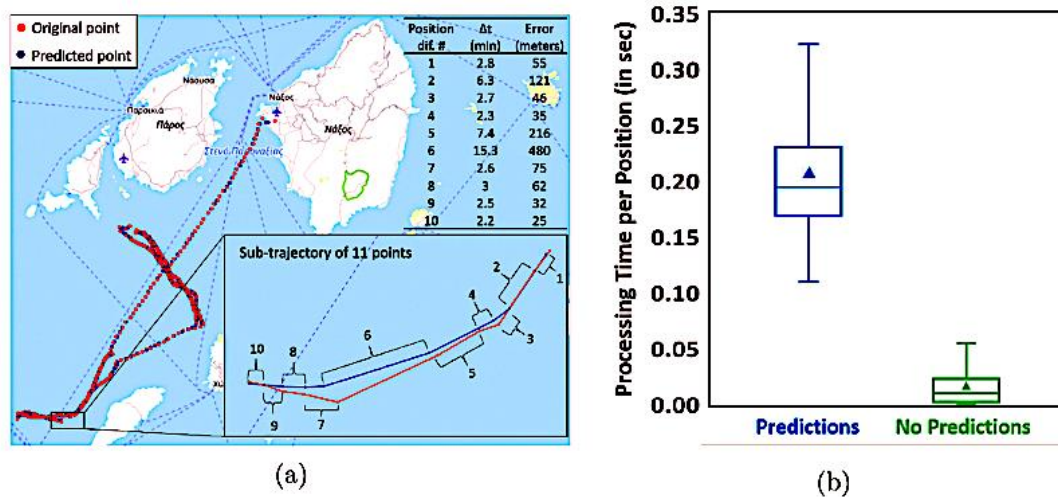 Original point
Predicted point
Position dif. # Δt (min) Error (meters)
1 2.8 55
2 6.3 121
3 2.7 46
4 2.3 35
5 7.4 216
6 15.3 480
7 2.6 75
8 3 62
9 2.5 32
10 2.2 25
Νάουσα
Παροικιά
Πάρος
Νάξος
Νάξος
Sub-trajectory of 11 points
1
2
3
4
5
6
7
8
9
10
(a)
Processing Time per Position (in sec)
0.35
0.30
0.25
0.20
0.15
0.10
0.05
0.00
Predictions
No Predictions
(b)